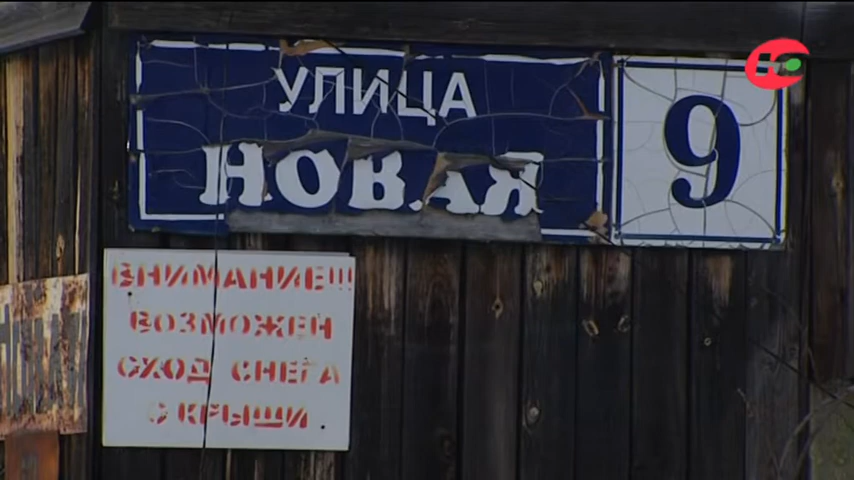 УЛИЦА
НОВАЯ
9
ВНИМАНИЕ!!!
ВОЗМОЖЕН
СХОД СНЕГА
С КРЫШИ